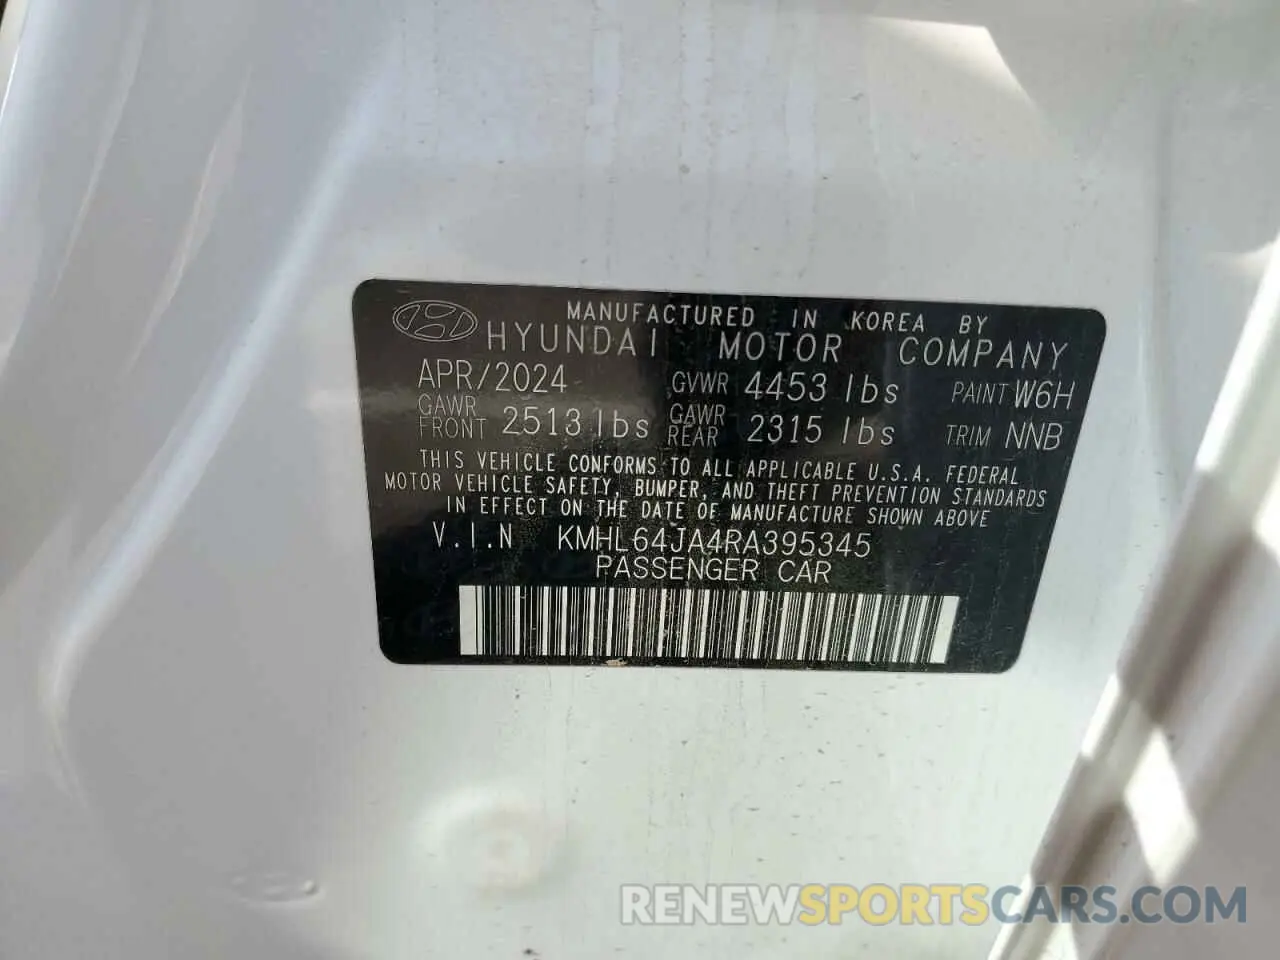 MANUFACTURED IN KOREA BY
HYUNDAI MOTOR COMPANY
APR/2024 GVWR 4453 lbs PAINT W6H
GAWR FRONT 2513 lbs GAWR REAR 2315 lbs TRIM NNB
THIS VEHICLE CONFORMS TO ALL APPLICABLE U.S.A. FEDERAL
MOTOR VEHICLE SAFETY, BUMPER, AND THEFT PREVENTION STANDARDS
IN EFFECT ON THE DATE OF MANUFACTURE SHOWN ABOVE
V.I.N KMHL64JA4RA395345
PASSENGER CAR
RENEWSPORTSCARS.COM